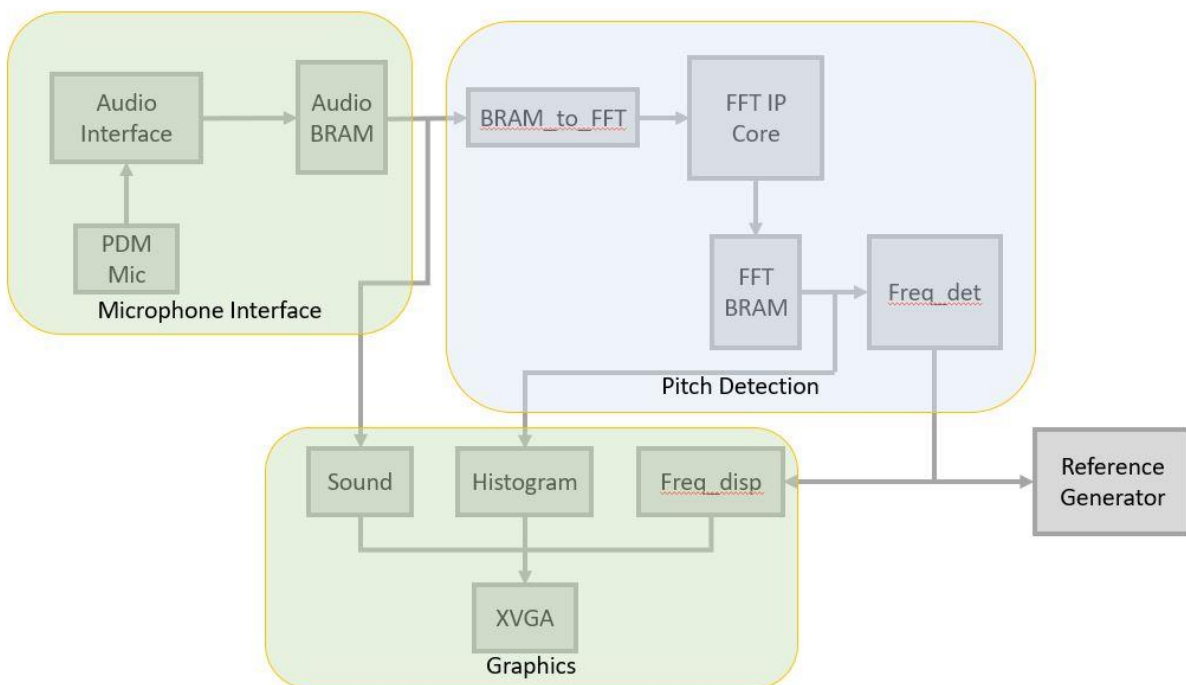 Audio
Interface
Audio
BRAM
PDM
Mic
Microphone Interface
BRAM_to_FFT
FFT IP
Core
FFT
BRAM
Freq_det
Pitch Detection
Sound
Histogram
Freq_disp
XVGA
Graphics
Reference
Generator